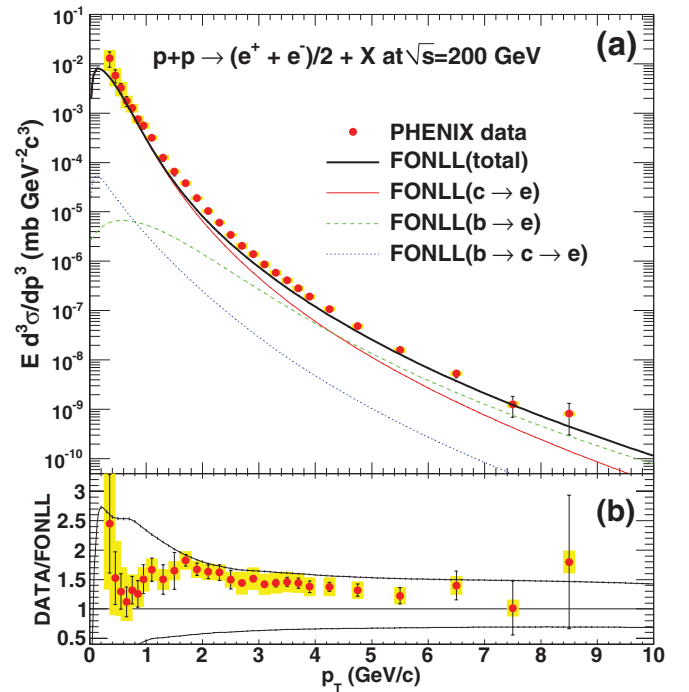 (a)
p+p → (e⁺ + e⁻)/2 + X at √s=200 GeV
PHENIX data
FONLL(total)
FONLL(c → e)
FONLL(b → e)
FONLL(b → c → e)
E d³σ/dp³ (mb GeV⁻²c³)
10⁻²
10⁻¹
10⁻⁴
10⁻⁵
10⁻⁶
10⁻⁷
10⁻⁸
10⁻⁹
10⁻¹⁰
(b)
DATA/FONLL
3
2.5
2
1.5
1
0.5
0 1 2 3 4 5 6 7 8 9 10
p_T (GeV/c)